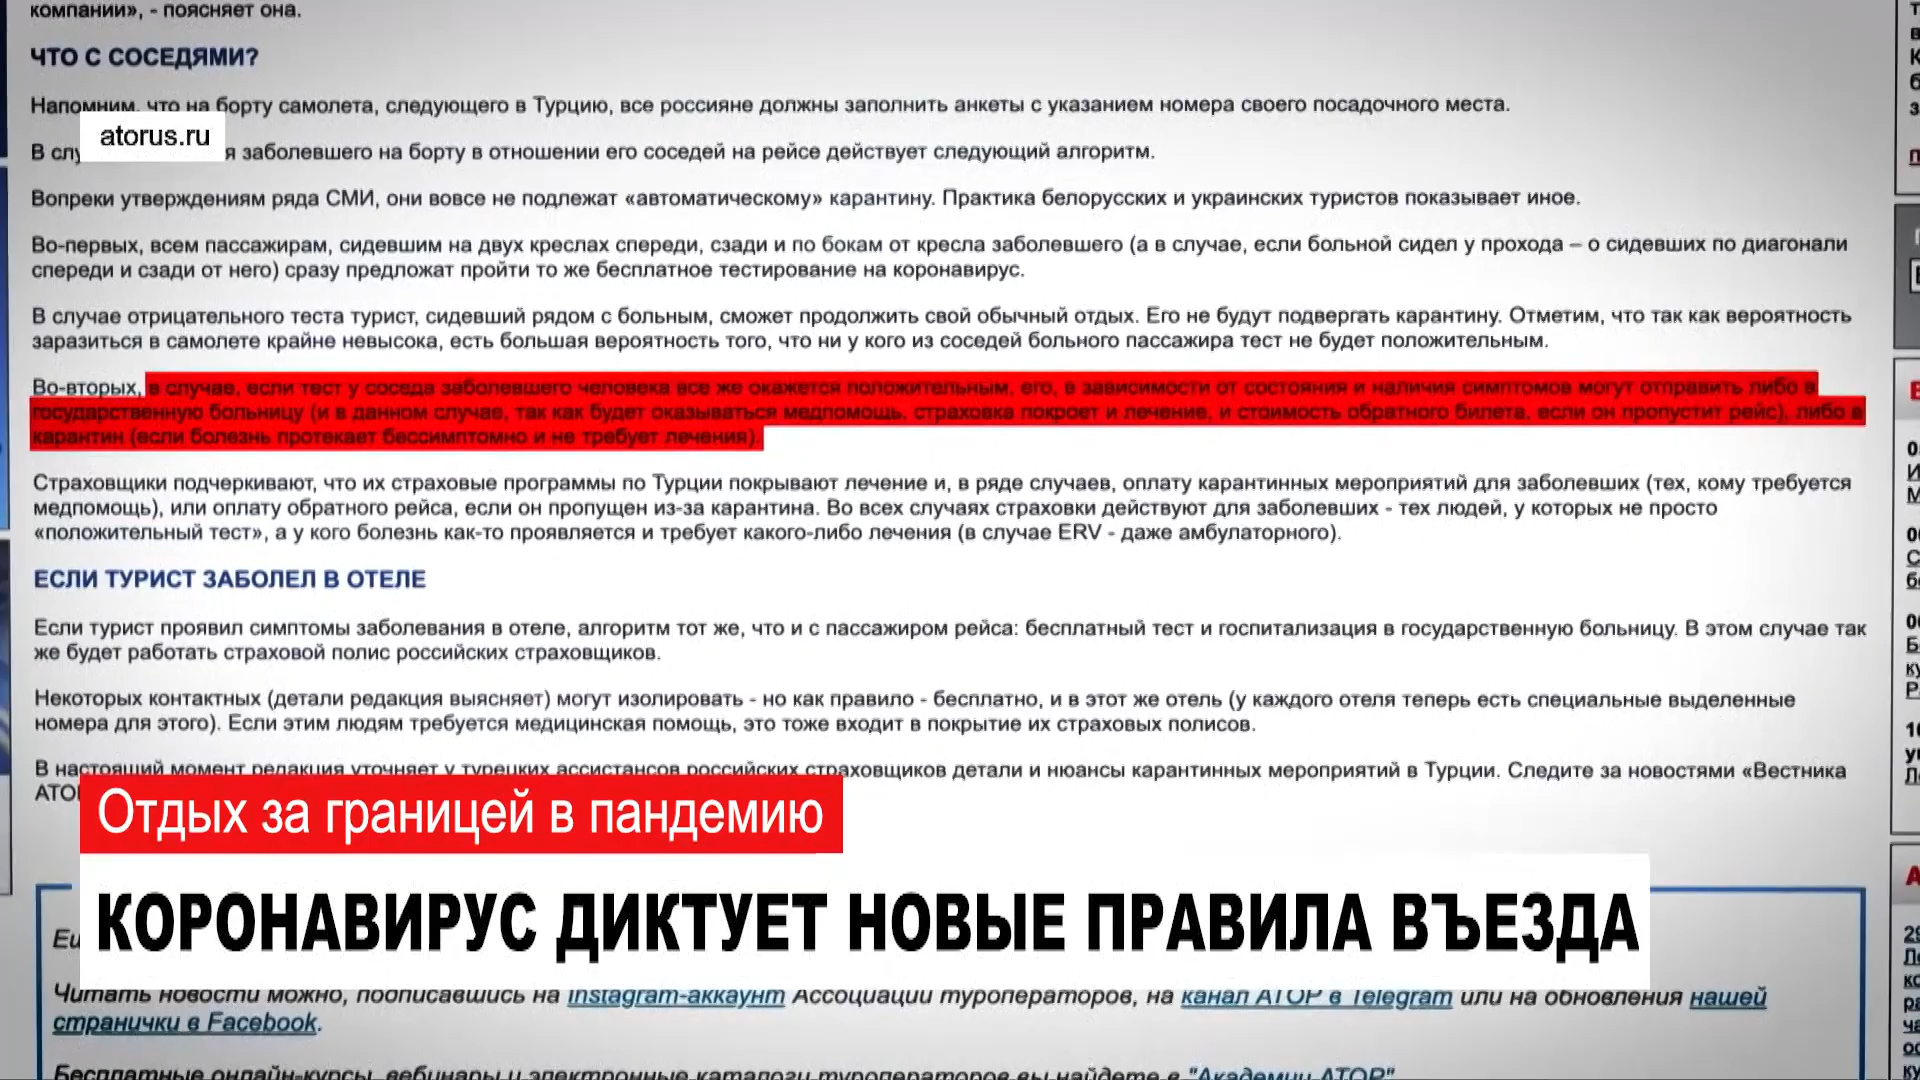 компании», - поясняет она.
ЧТО С СОСЕДЯМИ?
Напомним, что на борту самолета, следующего в Турцию, все россияне должны заполнить анкеты с указанием номера своего посадочного места.
atorus.ru
В слу я заболевшего на борту в отношении его соседей на рейсе действует следующий алгоритм.
Вопреки утверждениям ряда СМИ, они вовсе не подлежат «автоматическому» карантину. Практика белорусских и украинских туристов показывает иное.
Во-первых, всем пассажирам, сидевшим на двух креслах спереди, сзади и по бокам от кресла заболевшего (а в случае, если больной сидел у прохода – о сидевших по диагонали
спереди и сзади от него) сразу предложат пройти то же бесплатное тестирование на коронавирус.
В случае отрицательного теста турист, сидевший рядом с больным, сможет продолжить свой обычный отдых. Его не будут подвергать карантину. Отметим, что так как вероятность
заразиться в самолете крайне невысока, есть большая вероятность того, что ни у кого из соседей больного пассажира тест не будет положительным.
Во-вторых, в случае, если тест у соседа заболевшего человека все же окажется положительным, его, в зависимости от состояния и наличия симптомов могут отправить либо в
государственную больницу (и в данном случае, так как будет оказываться медпомощь, страховка покроет и лечение, и стоимость обратного билета, если он пропустит рейс), либо в
карантин (если болезнь протекает бессимптомно и не требует лечения).
Страховщики подчеркивают, что их страховые программы по Турции покрывают лечение и, в ряде случаев, оплату карантинных мероприятий для заболевших (тех, кому требуется
медпомощь), или оплату обратного рейса, если он пропущен из-за карантина. Во всех случаях страховки действуют для заболевших - тех людей, у которых не просто
«положительный тест», а у кого болезнь как-то проявляется и требует какого-либо лечения (в случае ERV - даже амбулаторного).
ЕСЛИ ТУРИСТ ЗАБОЛЕЛ В ОТЕЛЕ
Если турист проявил симптомы заболевания в отеле, алгоритм тот же, что и с пассажиром рейса: бесплатный тест и госпитализация в государственную больницу. В этом случае так
же будет работать страховой полис российских страховщиков.
Некоторых контактных (детали редакция выясняет) могут изолировать - но как правило - бесплатно, и в этот же отель (у каждого отеля теперь есть специальные выделенные
номера для этого). Если этим людям требуется медицинская помощь, это тоже входит в покрытие их страховых полисов.
В настоящий момент редакция уточняет у турецких ассистансов российских страховщиков детали и нюансы карантинных мероприятий в Турции. Следите за новостями «Вестника
АТО
Отдых за границей в пандемию
КОРОНАВИРУС ДИКТУЕТ НОВЫЕ ПРАВИЛА ВЪЕЗДА
Читать новости можно, подписавшись на Instagram-аккаунт Ассоциации туроператоров, на канал АТОР в Telegram или на обновления нашей
странички в Facebook.
Бесплатные онлайн-курсы, вебинары и электронные каталоги туроператоров вы найдете в "Академии АТОР"